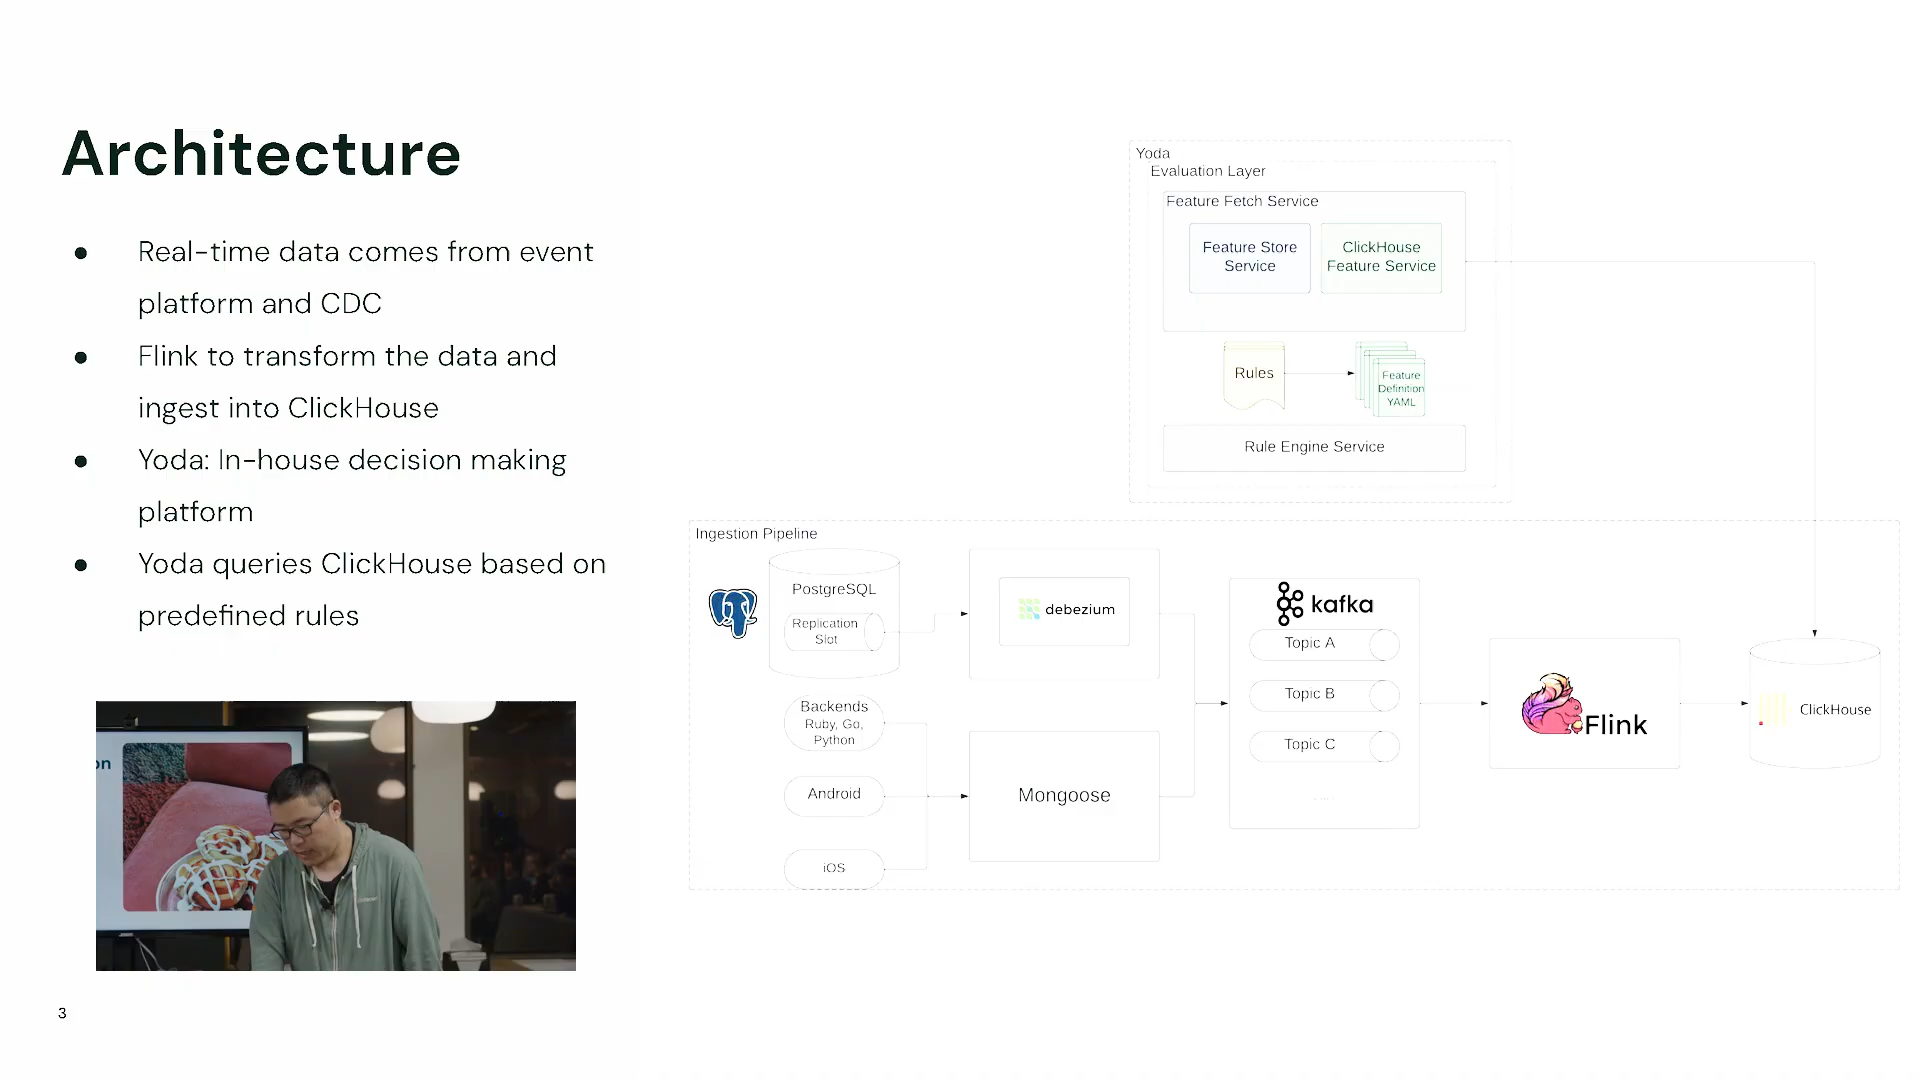 Architecture
● Real-time data comes from event
platform and CDC
● Flink to transform the data and
ingest into ClickHouse
● Yoda: In-house decision making
platform
● Yoda queries ClickHouse based on
predefined rules
on
3
Yoda
Evaluation Layer
Feature Fetch Service
Feature Store
Service
ClickHouse
Feature Service
Rules
Feature
Definition
YAML
Rule Engine Service
Ingestion Pipeline
PostgreSQL
Replication
Slot
debezium
Backends
Ruby, Go,
Python
Android
iOS
Mongoose
kafka
Topic A
Topic B
Topic C
Flink
ClickHouse